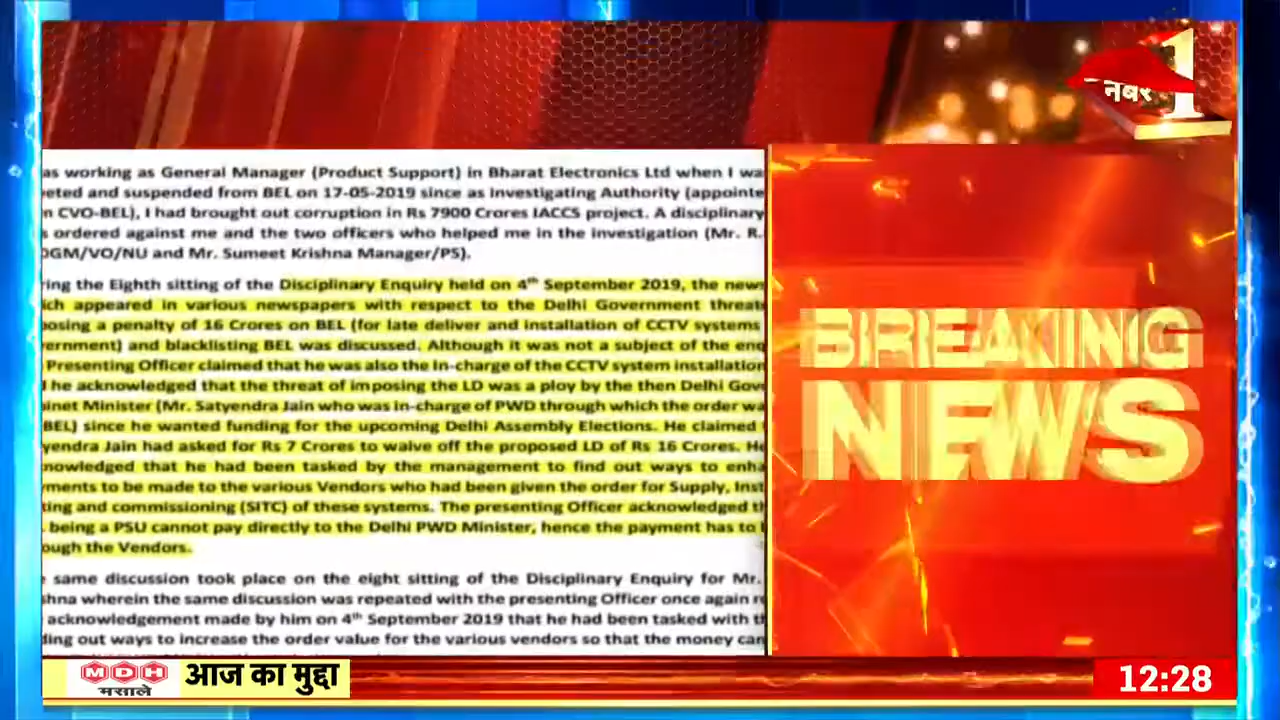 नंबर 1
as working as General Manager (Product Support) in Bharat Electronics Ltd when I wa
eted and suspended from BEL on 17-05-2019 since as Investigating Authority (appointe
n CVO-BEL), I had brought out corruption in Rs 7900 Crores IACCS project. A disciplinary
s ordered against me and the two officers who helped me in the investigation (Mr. R.
DGM/VO/NU and Mr. Sumeet Krishna Manager/PS).
ring the Eighth sitting of the Disciplinary Enquiry held on 4th September 2019, the new
ich appeared in various newspapers with respect to the Delhi Government threat
osing a penalty of 16 Crores on BEL (for late deliver and installation of CCTV systems
ernment) and blacklisting BEL was discussed. Although it was not a subject of the enq
Presenting Officer claimed that he was also the In-charge of the CCTV system installation
he acknowledged that the threat of imposing the LD was a ploy by the then Delhi Gov
inet Minister (Mr. Satyendra Jain who was in-charge of PWD through which the order wa
BEL) since he wanted funding for the upcoming Delhi Assembly Elections. He claimed
yendra Jain had asked for Rs 7 Crores to waive off the proposed LD of Rs 16 Crores. He
nowledged that he had been tasked by the management to find out ways to enha
ments to be made to the various Vendors who had been given the order for Supply, Inst
ting and commissioning (SITC) of these systems. The presenting Officer acknowledged th
being a PSU cannot pay directly to the Delhi PWD Minister, hence the payment has to
ough the Vendors.
same discussion took place on the eight sitting of the Disciplinary Enquiry for Mr.
shna wherein the same discussion was repeated with the presenting Officer once again re
acknowledgement made by him on 4th September 2019 that he had been tasked with th
ding out ways to increase the order value for the various vendors so that the money can
BREAKING
NEWS
MDH
मसाले
आज का मुद्दा
12:28